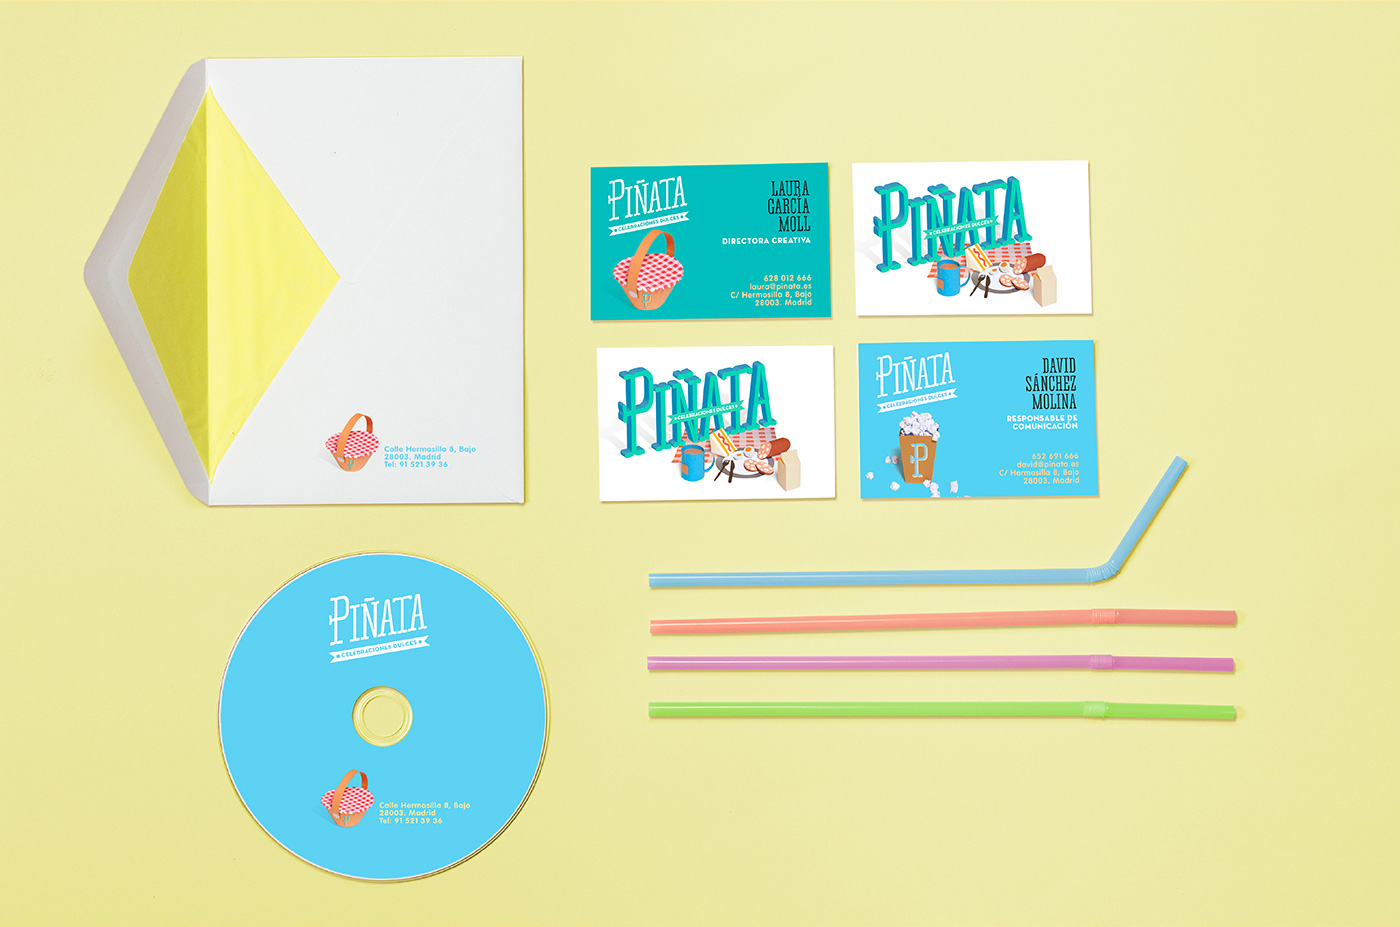 Calle Hermosilla 8, Bajo
28003. Madrid
Tel: 91 521 39 36
PIÑATA
CELEBRACIONES DULCES
LAURA
GARCÍA
MOLL
DIRECTORA CREATIVA
628 012 666
laura@pinata.es
C/ Hermosilla 8, Bajo
28003. Madrid
P
PIÑATA
CELEBRACIONES DULCES
PIÑATA
CELEBRACIONES DULCES
PIÑATA
CELEBRACIONES DULCES
DAVID
SÁNCHEZ
MOLINA
RESPONSABLE DE
COMUNICACIÓN
652 691 666
david@pinata.es
C/ Hermosilla 8, Bajo
28003. Madrid
P
PIÑATA
CELEBRACIONES DULCES
P
Calle Hermosilla 8, Bajo
28003. Madrid
Tel: 91 521 39 36